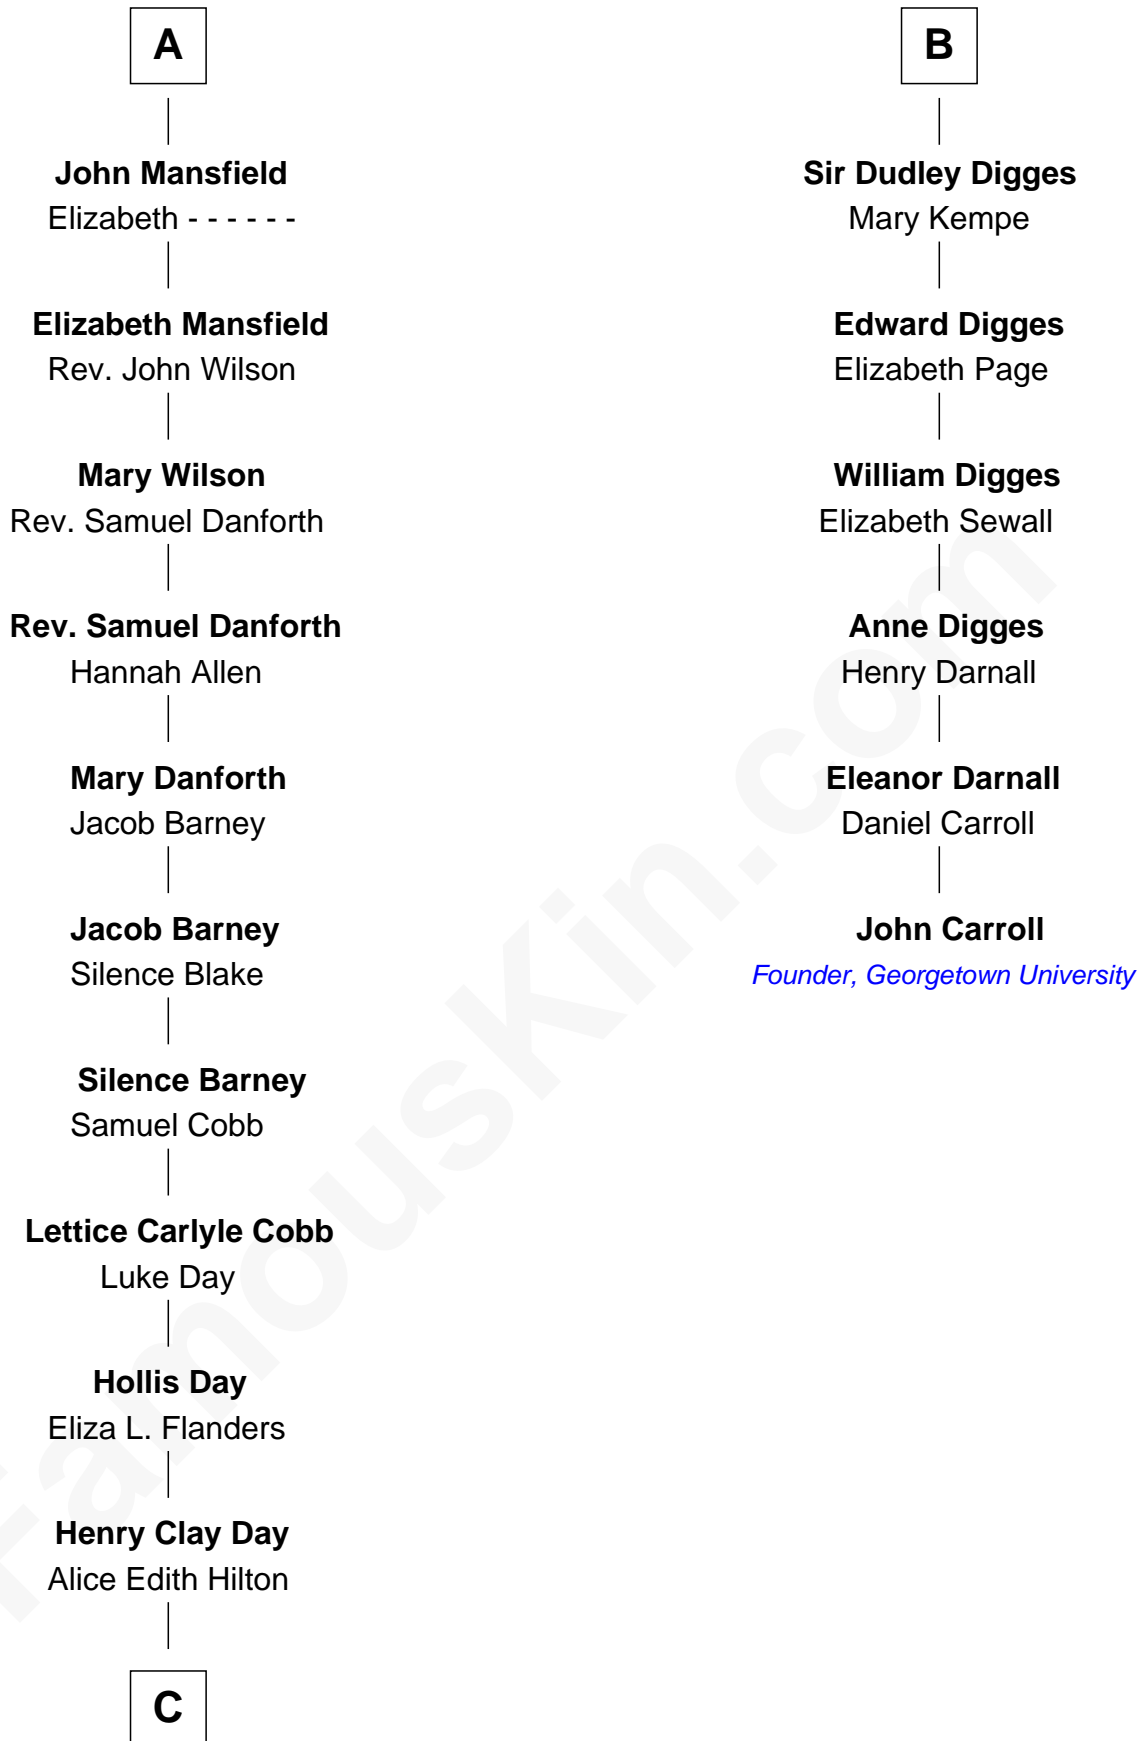 A
John Mansfield
Elizabeth - - - - - -
Elizabeth Mansfield
Rev. John Wilson
Mary Wilson
Rev. Samuel Danforth
Rev. Samuel Danforth
Hannah Allen
Mary Danforth
Jacob Barney
Jacob Barney
Silence Blake
Silence Barney
Samuel Cobb
Lettice Carlyle Cobb
Luke Day
Hollis Day
Eliza L. Flanders
Henry Clay Day
Alice Edith Hilton
C
B
Sir Dudley Digges
Mary Kempe
Edward Digges
Elizabeth Page
William Digges
Elizabeth Sewall
Anne Digges
Henry Darnall
Eleanor Darnall
Daniel Carroll
John Carroll
Founder, Georgetown University
FamousKin.com